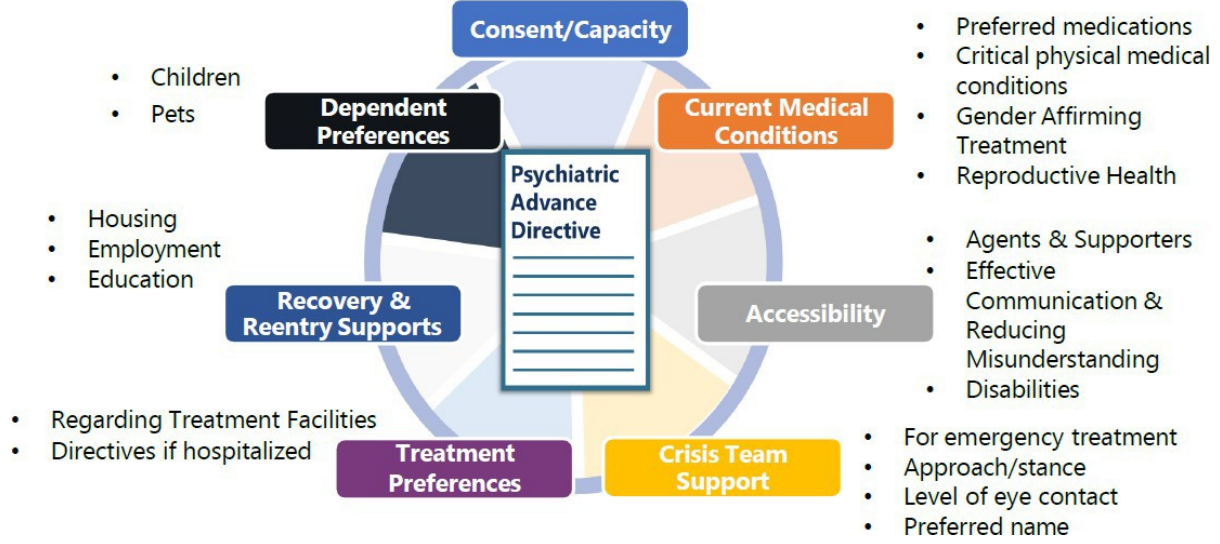 Consent/Capacity
• Children
• Pets
Dependent
Preferences
Current Medical
Conditions
• Preferred medications
• Critical physical medical
conditions
• Gender Affirming
Treatment
• Reproductive Health
Psychiatric
Advance
Directive
• Housing
• Employment
• Education
Recovery &
Reentry Supports
Accessibility
• Agents & Supporters
• Effective
Communication &
Reducing
Misunderstanding
• Disabilities
• Regarding Treatment Facilities
• Directives if hospitalized
Treatment
Preferences
Crisis Team
Support
• For emergency treatment
• Approach/stance
• Level of eye contact
• Preferred name